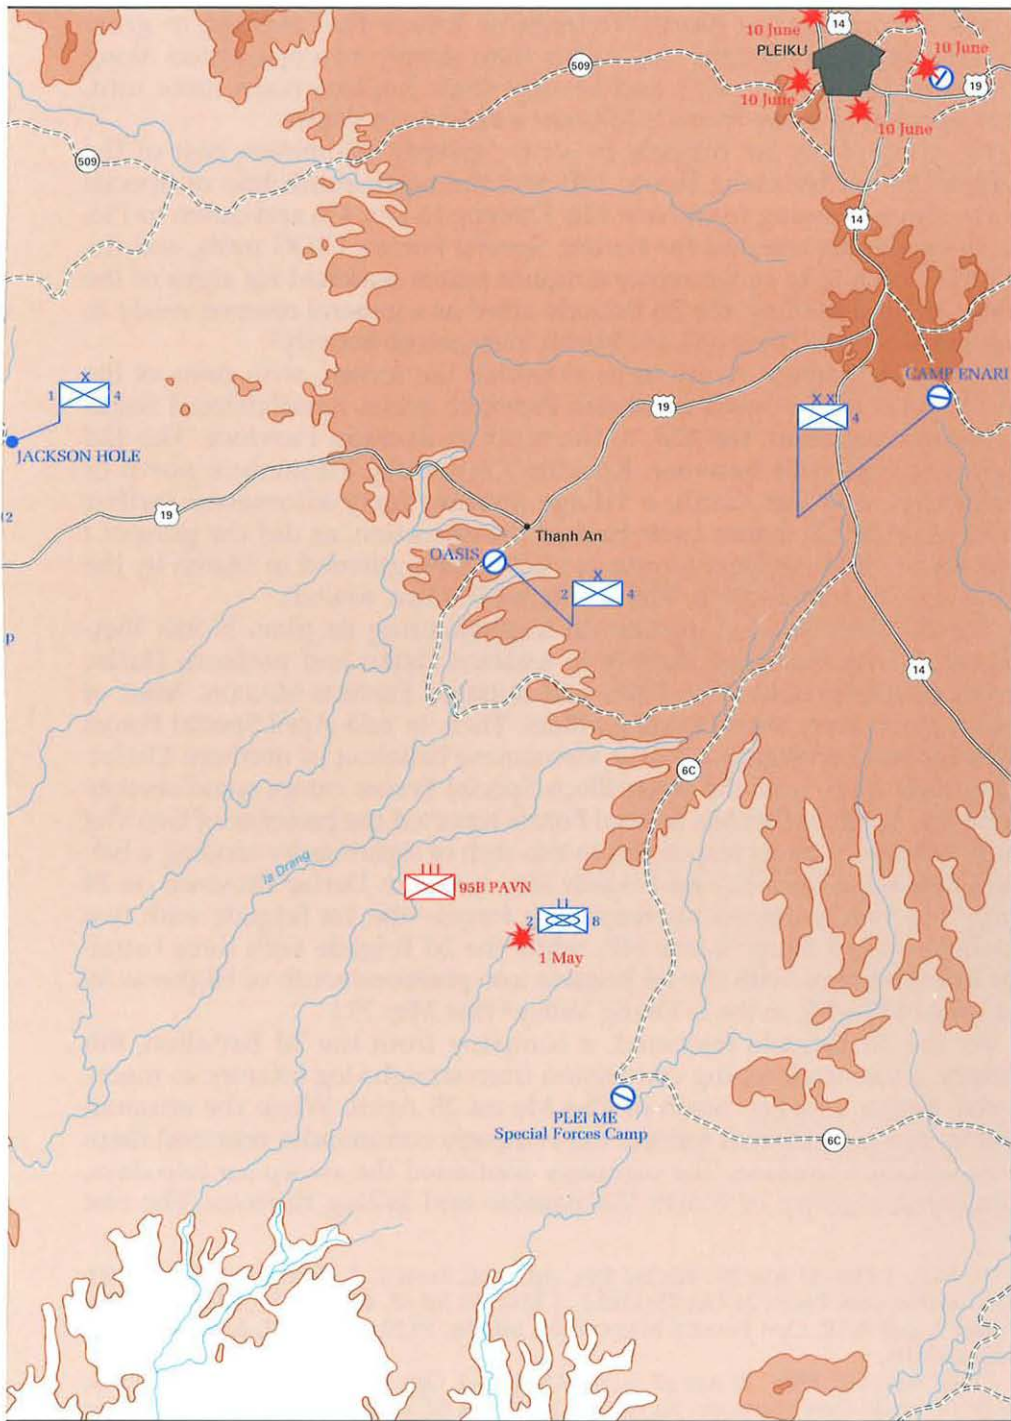 14
10 June
PLEIKU
10 June
509
19
10 June
10 June
509
14
CAMP ENARI
X
1 4
X X
4
19
JACKSON HOLE
19
Thanh An
OASIS
X
2 4
14
6C
Ia Drang
III
95B PAVN
II
2 8
1 May
PLEI ME
Special Forces Camp
6C